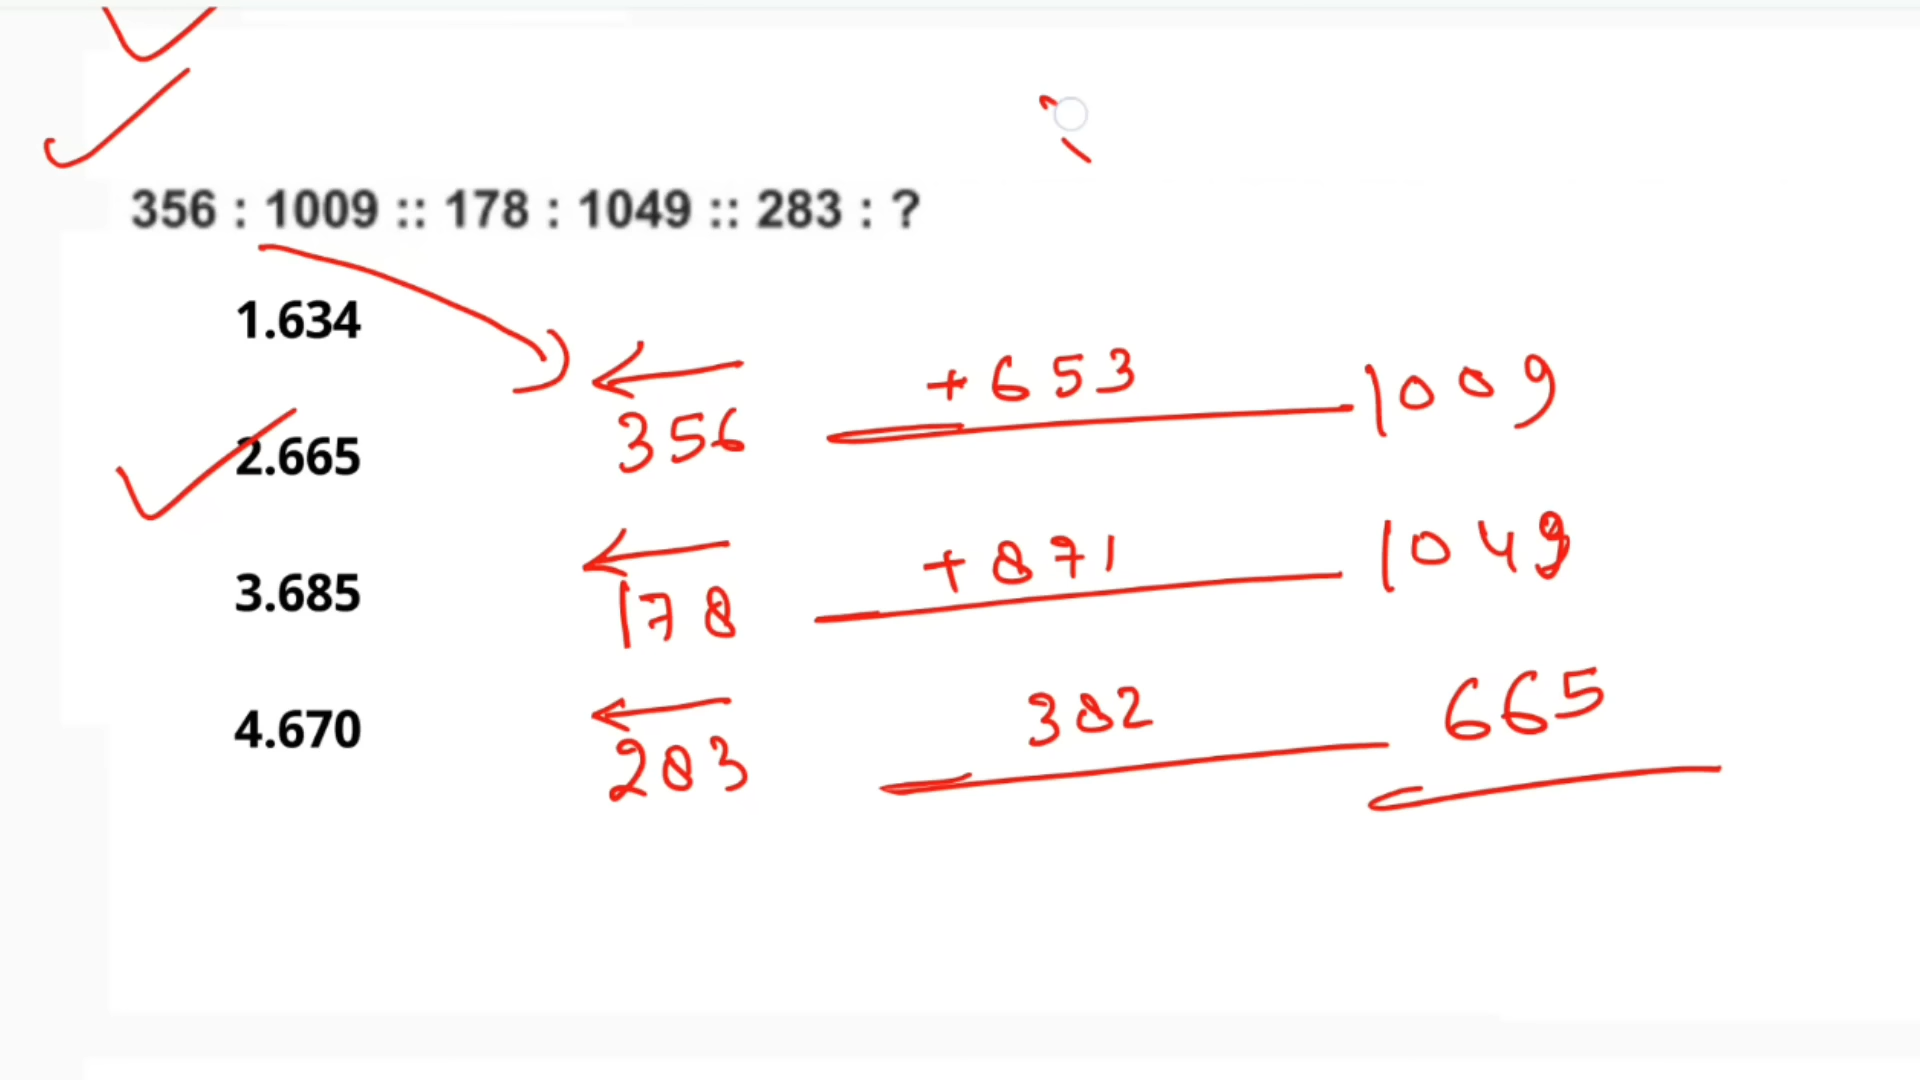 356 : 1009 :: 178 : 1049 :: 283 : ?
1.634
2.665
3.685
4.670
356 +653 1009
178 +871 1049
283 382 665